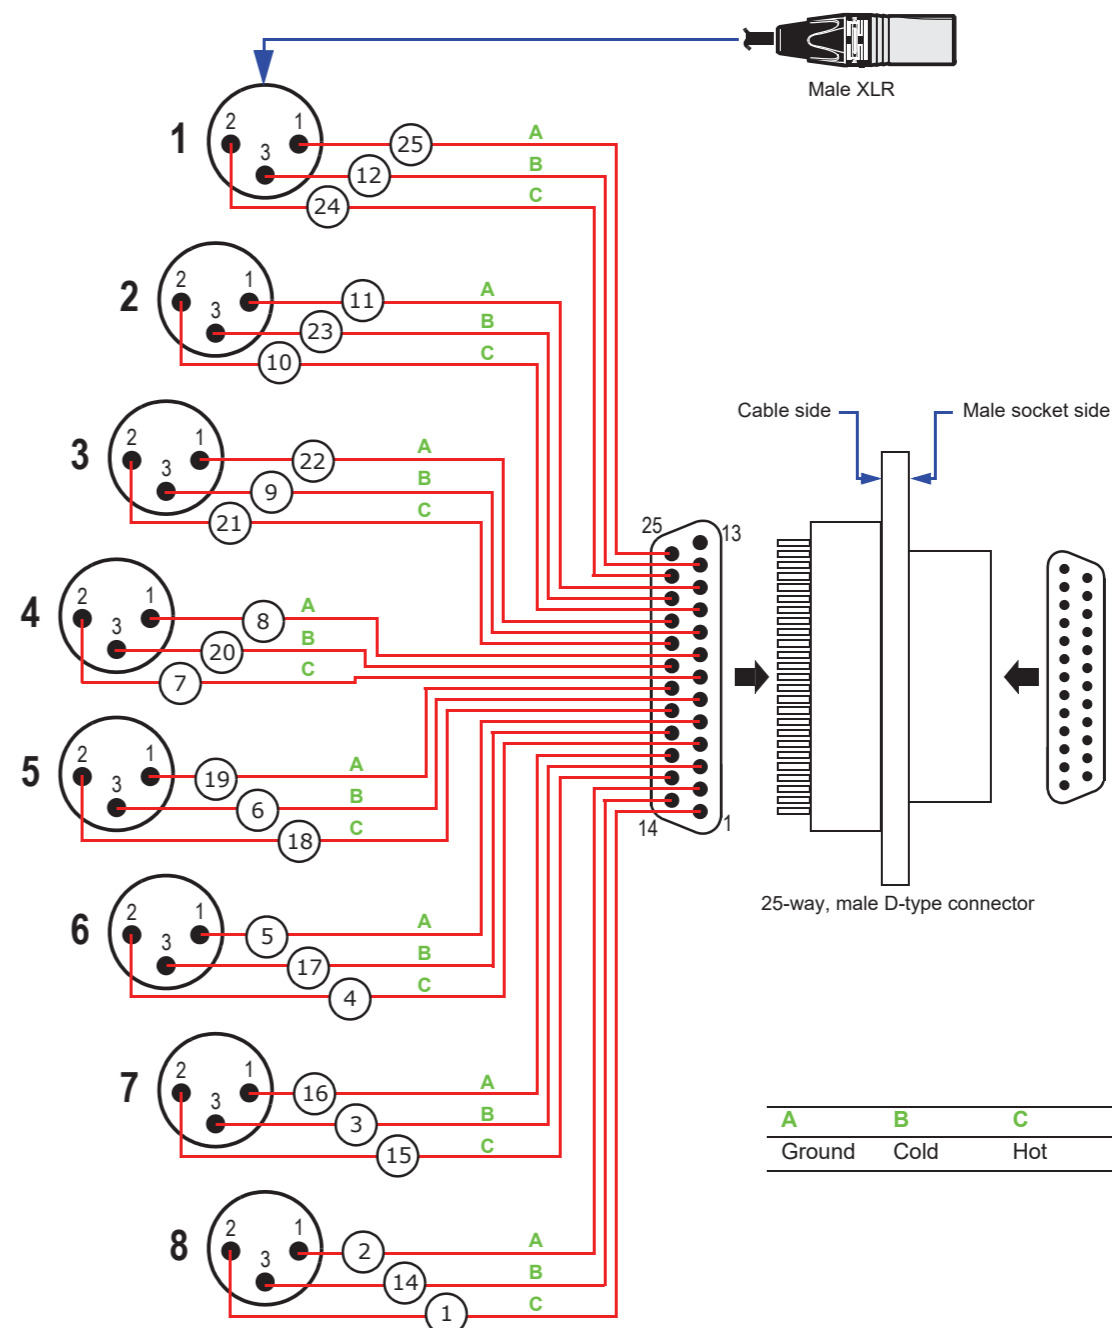 Male XLR
1
2 1
3
25 A
12 B
24 C
2
2 1
3
11 A
23 B
10 C
Cable side Male socket side
3
2 1
3
22 A
9 B
21 C
25 13
4
2 1
3
8 A
20 B
7 C
5
2 1
3
19 A
6 B
18 C
14 1
25-way, male D-type connector
6
2 1
3
5 A
17 B
4 C
7
2 1
3
16 A
3 B
15 C
A B C
Ground Cold Hot
8
2 1
3
2 A
14 B
1 C